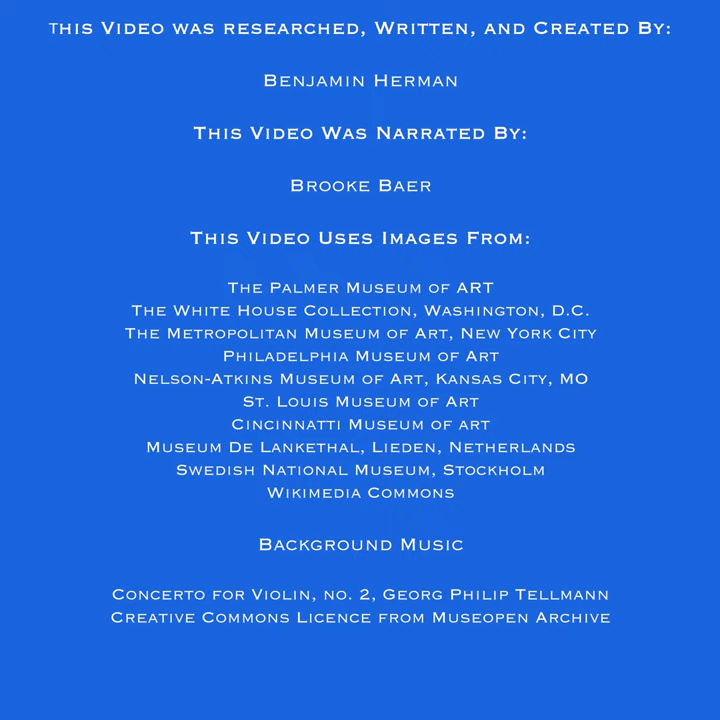 This Video was researched, Written, and Created By:
Benjamin Herman
This Video Was Narrated By:
Brooke Baer
This Video Uses Images From:
The Palmer Museum of ART
The White House Collection, Washington, D.C.
The Metropolitan Museum of Art, New York City
Philadelphia Museum of Art
Nelson-Atkins Museum of Art, Kansas City, MO
St. Louis Museum of Art
Cincinnatti Museum of art
Museum De Lankethal, Lieden, Netherlands
Swedish National Museum, Stockholm
Wikimedia Commons
Background Music
Concerto for Violin, no. 2, Georg Philip Tellmann
Creative Commons Licence from Museopen Archive